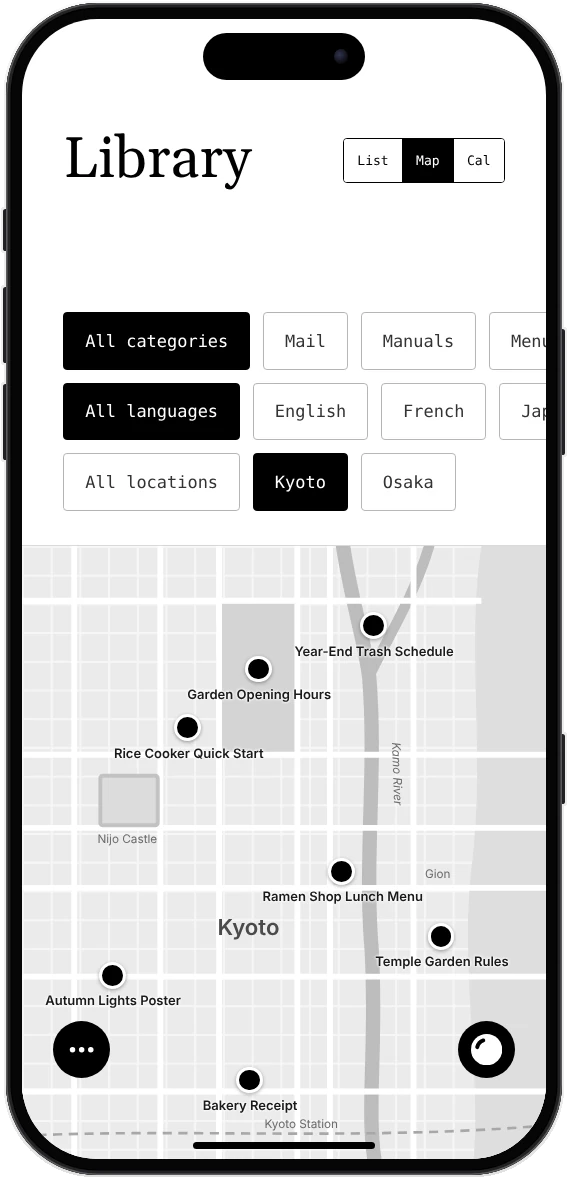 Library
List Map Cal
All categories Mail Manuals
All languages English French
All locations Kyoto Osaka
Year-End Trash Schedule
Garden Opening Hours
Rice Cooker Quick Start
Kamo River
Nijo Castle
Gion
Ramen Shop Lunch Menu
Kyoto
Temple Garden Rules
Autumn Lights Poster
Bakery Receipt
Kyoto Station